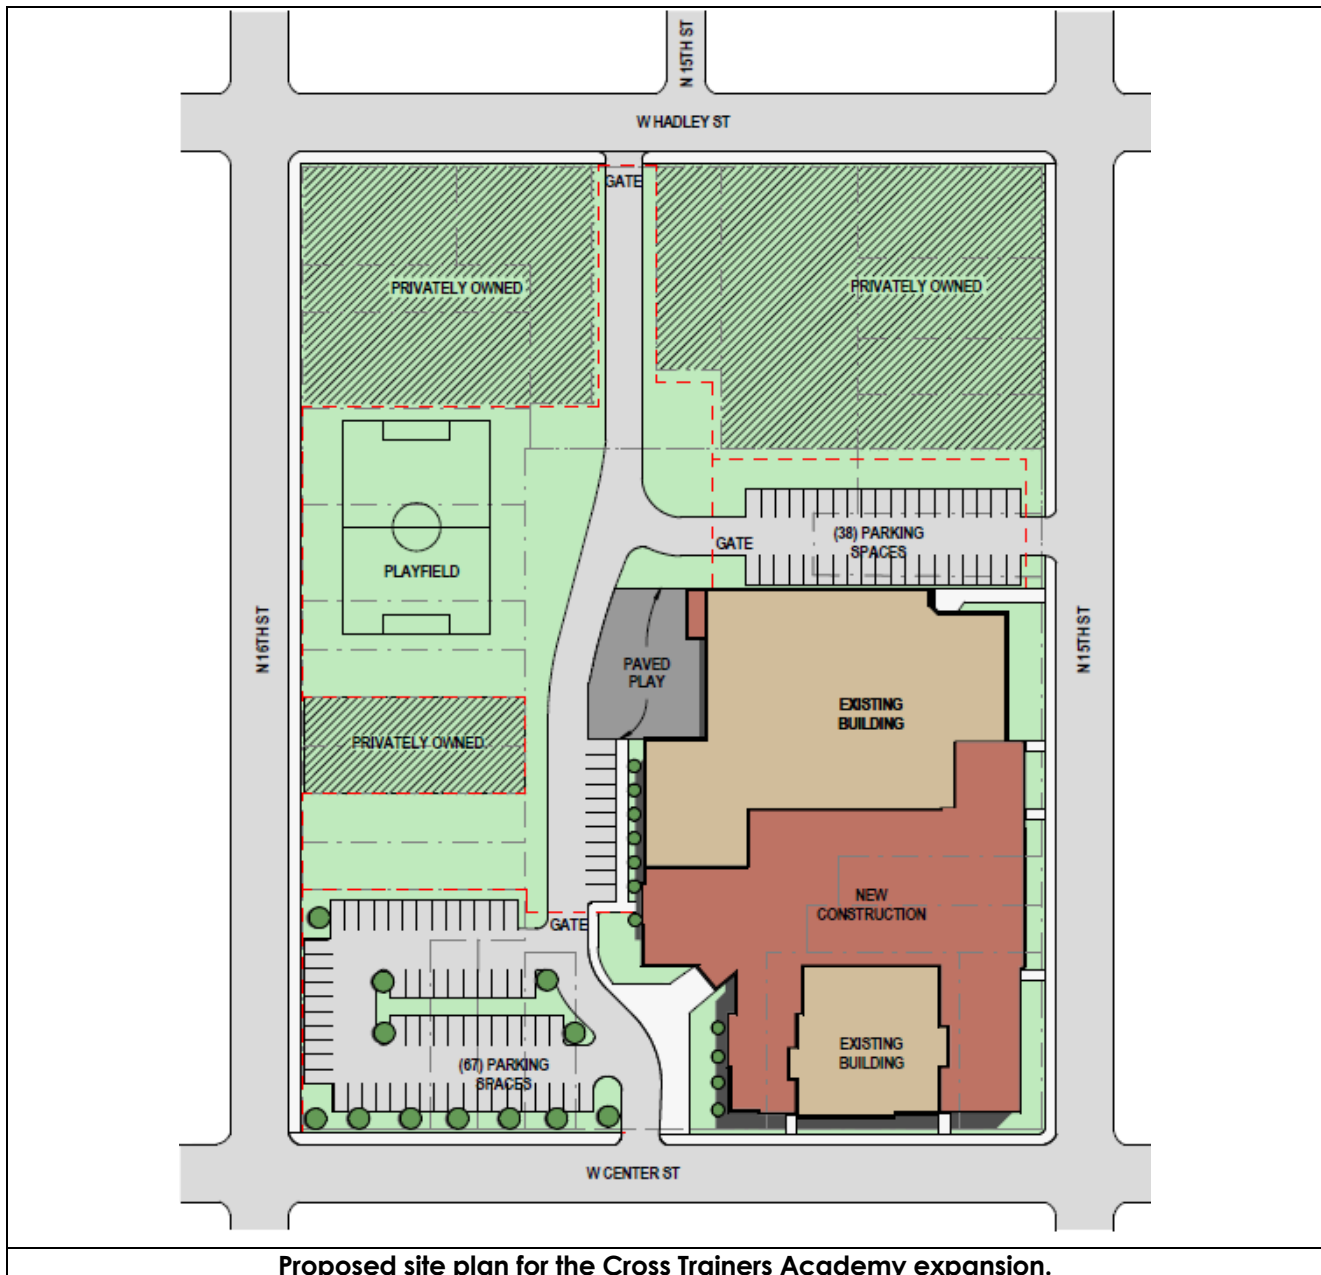 N 15TH ST
W HADLEY ST
GATE
PRIVATELY OWNED
PRIVATELY OWNED
(38) PARKING
SPACES
GATE
PLAYFIELD
N 16TH ST
N 15TH ST
PAVED
PLAY
EXISTING
BUILDING
PRIVATELY OWNED
NEW
CONSTRUCTION
GATE
EXISTING
BUILDING
(67) PARKING
SPACES
W CENTER ST
Proposed site plan for the Cross Trainers Academy expansion.